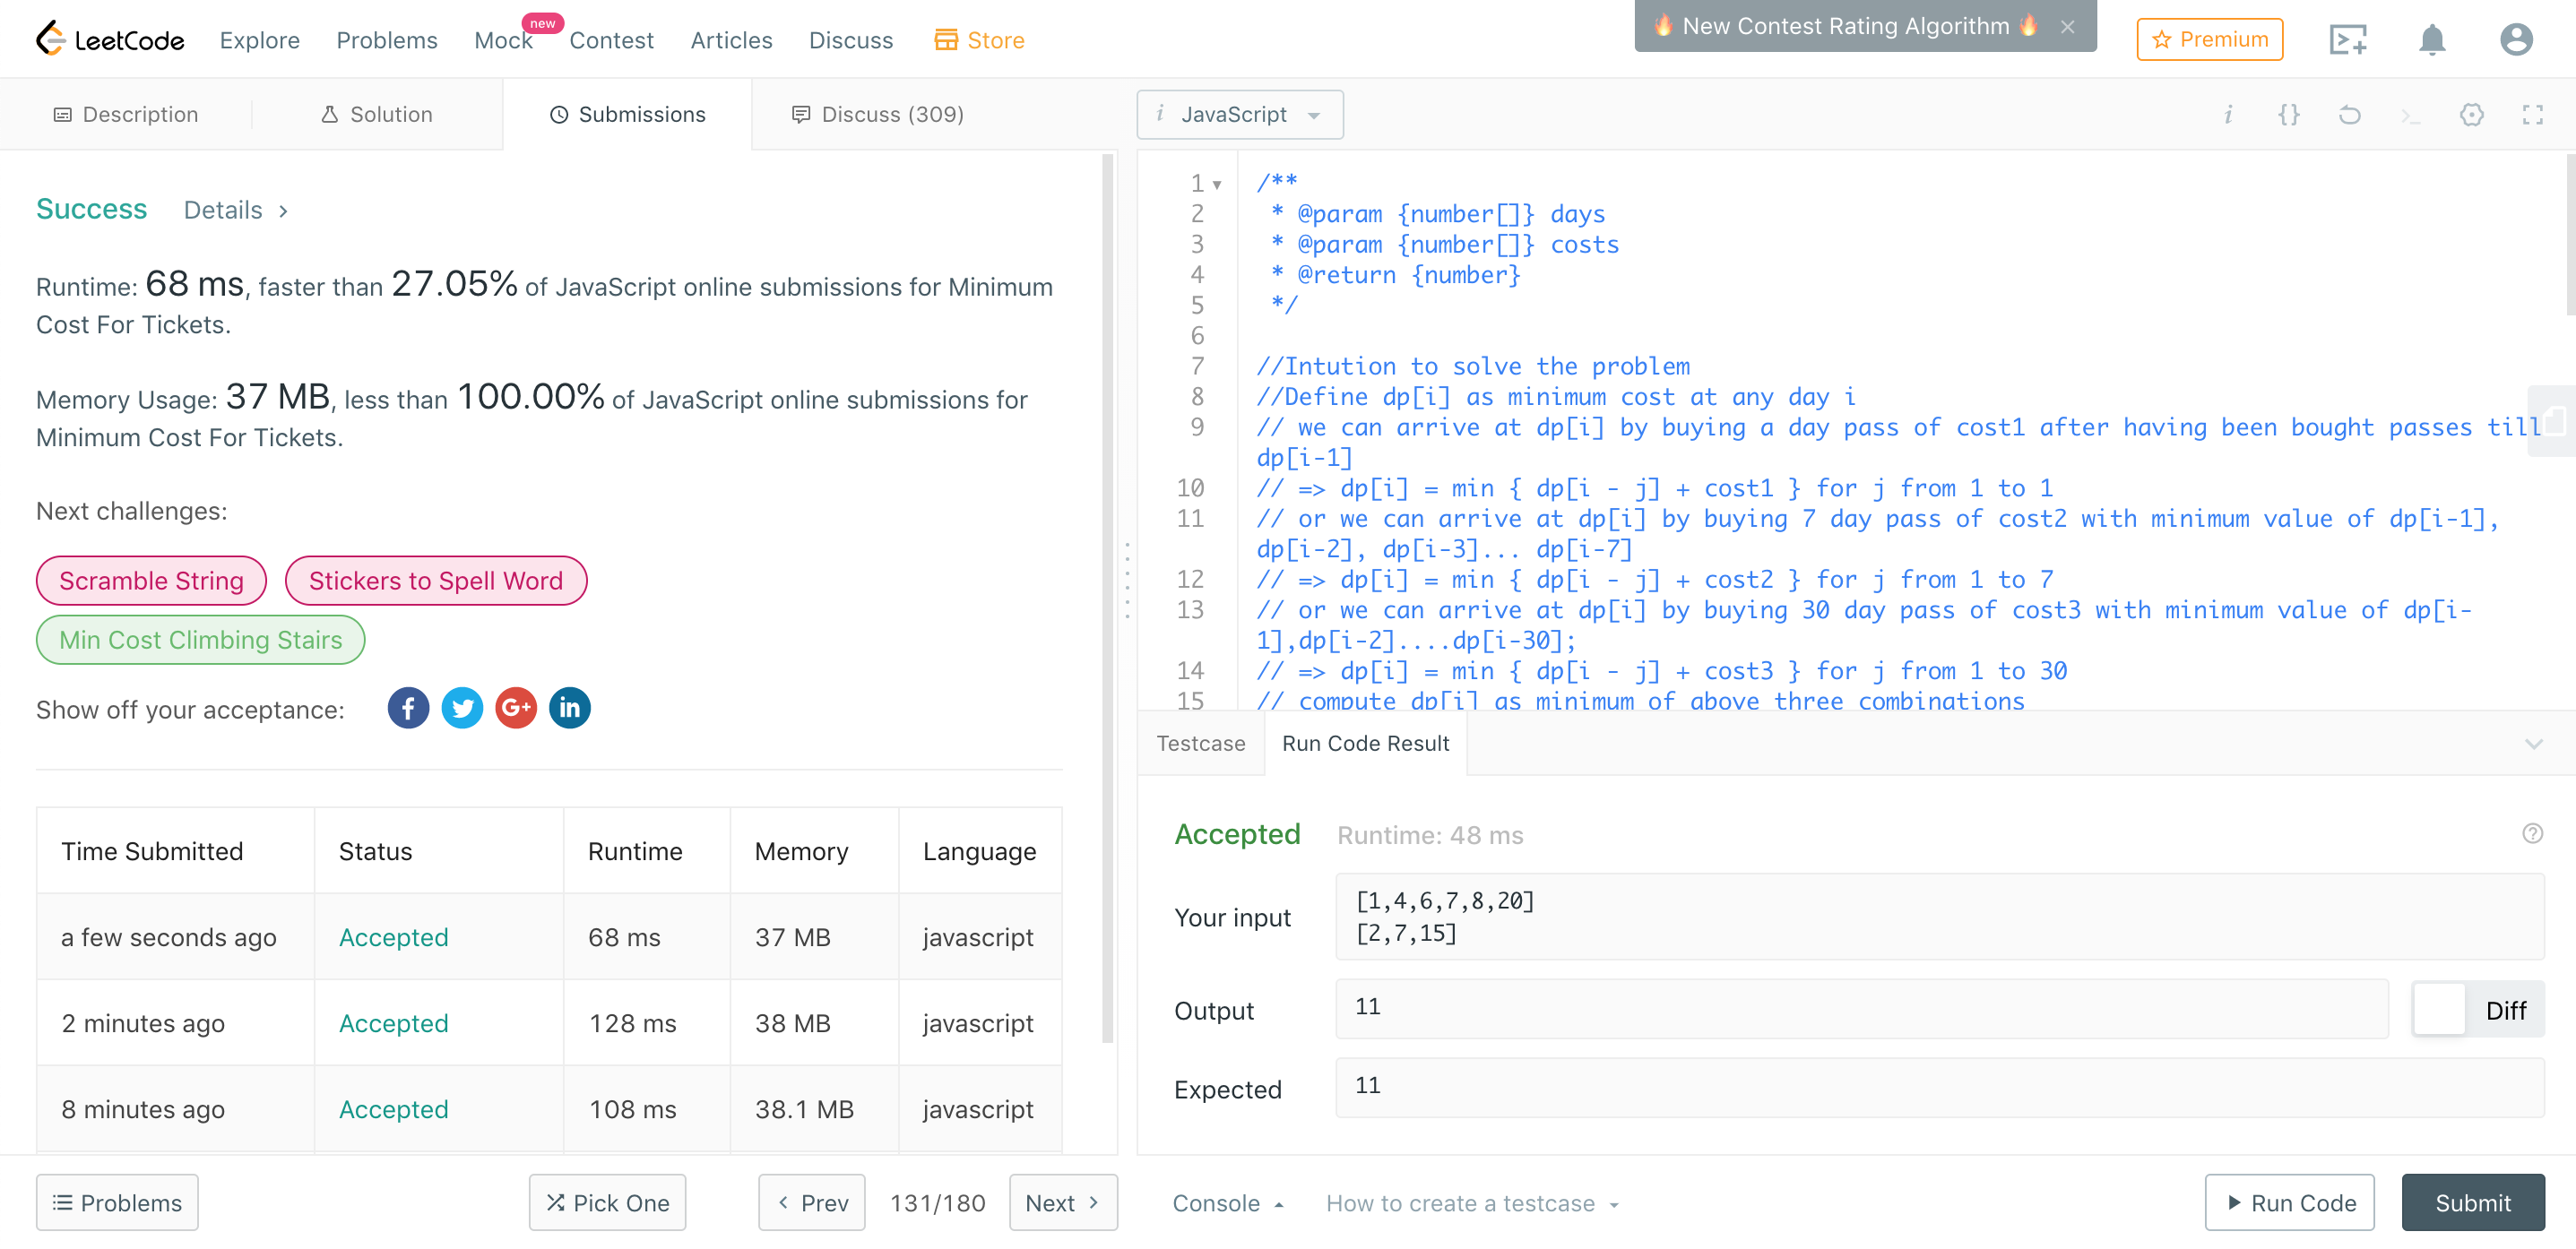 LeetCode Explore Problems Mock new Contest Articles Discuss Store 🔥 New Contest Rating Algorithm 🔥 × Premium
Description Solution Submissions Discuss (309)
i JavaScript
Success Details >
Runtime: 68 ms, faster than 27.05% of JavaScript online submissions for Minimum
Cost For Tickets.
Memory Usage: 37 MB, less than 100.00% of JavaScript online submissions for
Minimum Cost For Tickets.
Next challenges:
Scramble String Stickers to Spell Word
Min Cost Climbing Stairs
Show off your acceptance:
Time Submitted Status Runtime Memory Language
a few seconds ago Accepted 68 ms 37 MB javascript
2 minutes ago Accepted 128 ms 38 MB javascript
8 minutes ago Accepted 108 ms 38.1 MB javascript
Problems Pick One < Prev 131/180 Next >
1 /**
2 * @param {number[]} days
3 * @param {number[]} costs
4 * @return {number}
5 */
6
7 //Intution to solve the problem
8 //Define dp[i] as minimum cost at any day i
9 // we can arrive at dp[i] by buying a day pass of cost1 after having been bought passes till
dp[i-1]
10 // => dp[i] = min { dp[i - j] + cost1 } for j from 1 to 1
11 // or we can arrive at dp[i] by buying 7 day pass of cost2 with minimum value of dp[i-1],
dp[i-2], dp[i-3]... dp[i-7]
12 // => dp[i] = min { dp[i - j] + cost2 } for j from 1 to 7
13 // or we can arrive at dp[i] by buying 30 day pass of cost3 with minimum value of dp[i-
1],dp[i-2]....dp[i-30];
14 // => dp[i] = min { dp[i - j] + cost3 } for j from 1 to 30
15 // compute dp[i] as minimum of above three combinations
Testcase Run Code Result
Accepted Runtime: 48 ms
Your input
[1,4,6,7,8,20]
[2,7,15]
Output 11 Diff
Expected 11
Console How to create a testcase Run Code Submit